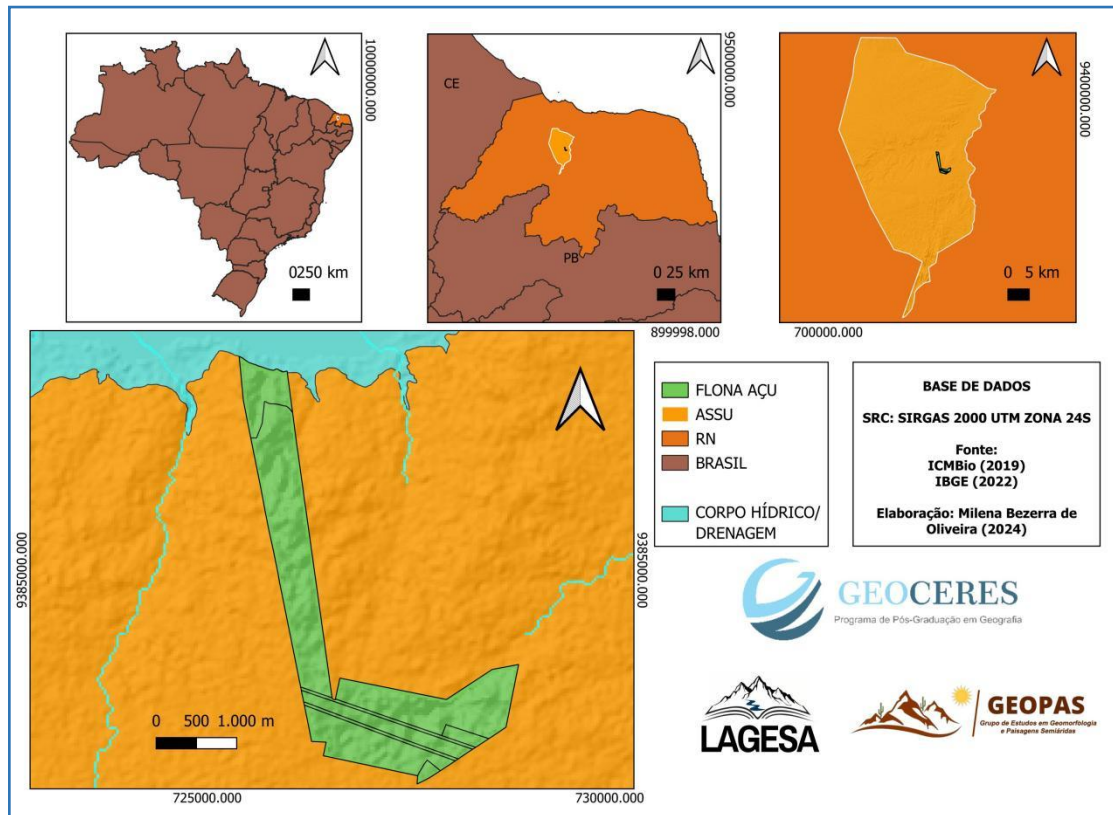 10000000.000
0250 km
CE
PB
9500000.000
0 25 km
899998.000
9400000.000
0 5 km
700000.000
9385000.000
9385000.000
0 500 1.000 m
725000.000
730000.000
FLONA AÇU
ASSU
RN
BRASIL
CORPO HÍDRICO/
DRENAGEM
BASE DE DADOS
SRC: SIRGAS 2000 UTM ZONA 24S
Fonte:
ICMBio (2019)
IBGE (2022)
Elaboração: Milena Bezerra de
Oliveira (2024)
GEOCERES
Programa de Pós-Graduação em Geografia
LAGESA
GEOPAS
Grupo de Estudos em Geomorfologia
e Paisagens Semiáridas